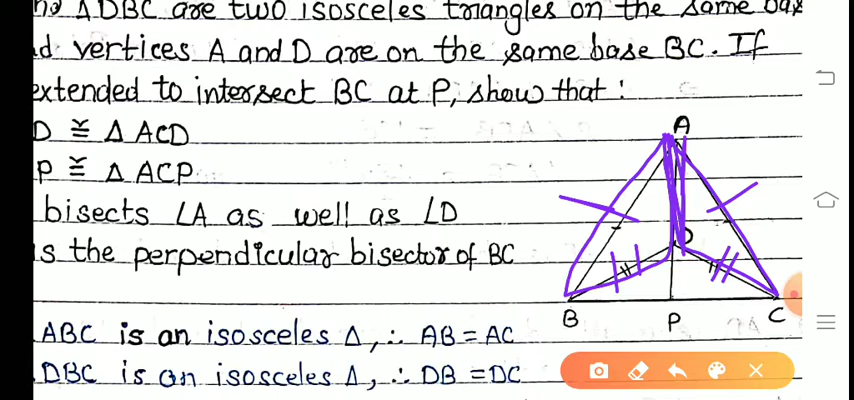 ΔDBC are two isosceles triangles on the same
vertices A and D are on the same base BC. If
extended to intersect BC at P, show that :
D ≅ Δ ACD
P ≅ Δ ACP
bisects ∠A as well as ∠D
is the perpendicular bisector of BC
A
D
B
P
C
ABC is an isosceles Δ, ∴ AB = AC
DBC is an isosceles Δ, ∴ DB = DC